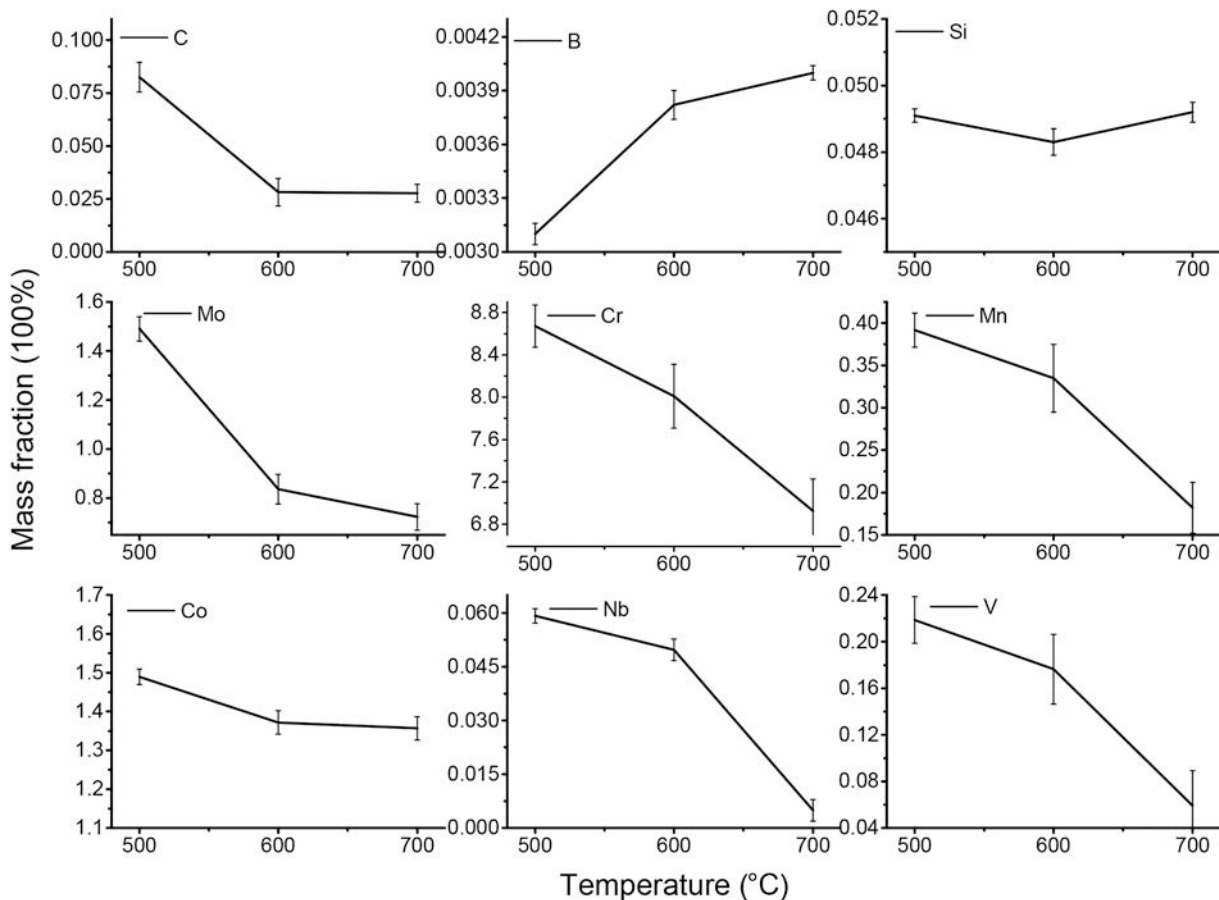 C
0.100
0.075
0.050
0.025
0.000
500 600 700
B
0.0042
0.0039
0.0036
0.0033
0.0030
500 600 700
Si
0.052
0.050
0.048
0.046
500 600 700
Mo
1.6
1.4
1.2
1.0
0.8
500 600 700
Cr
8.8
8.4
8.0
7.6
7.2
6.8
500 600 700
Mn
0.40
0.35
0.30
0.25
0.20
0.15
500 600 700
Co
1.7
1.6
1.5
1.4
1.3
1.2
1.1
500 600 700
Nb
0.060
0.045
0.030
0.015
0.000
500 600 700
V
0.24
0.20
0.16
0.12
0.08
0.04
500 600 700
Mass fraction (100%)
Temperature (°C)